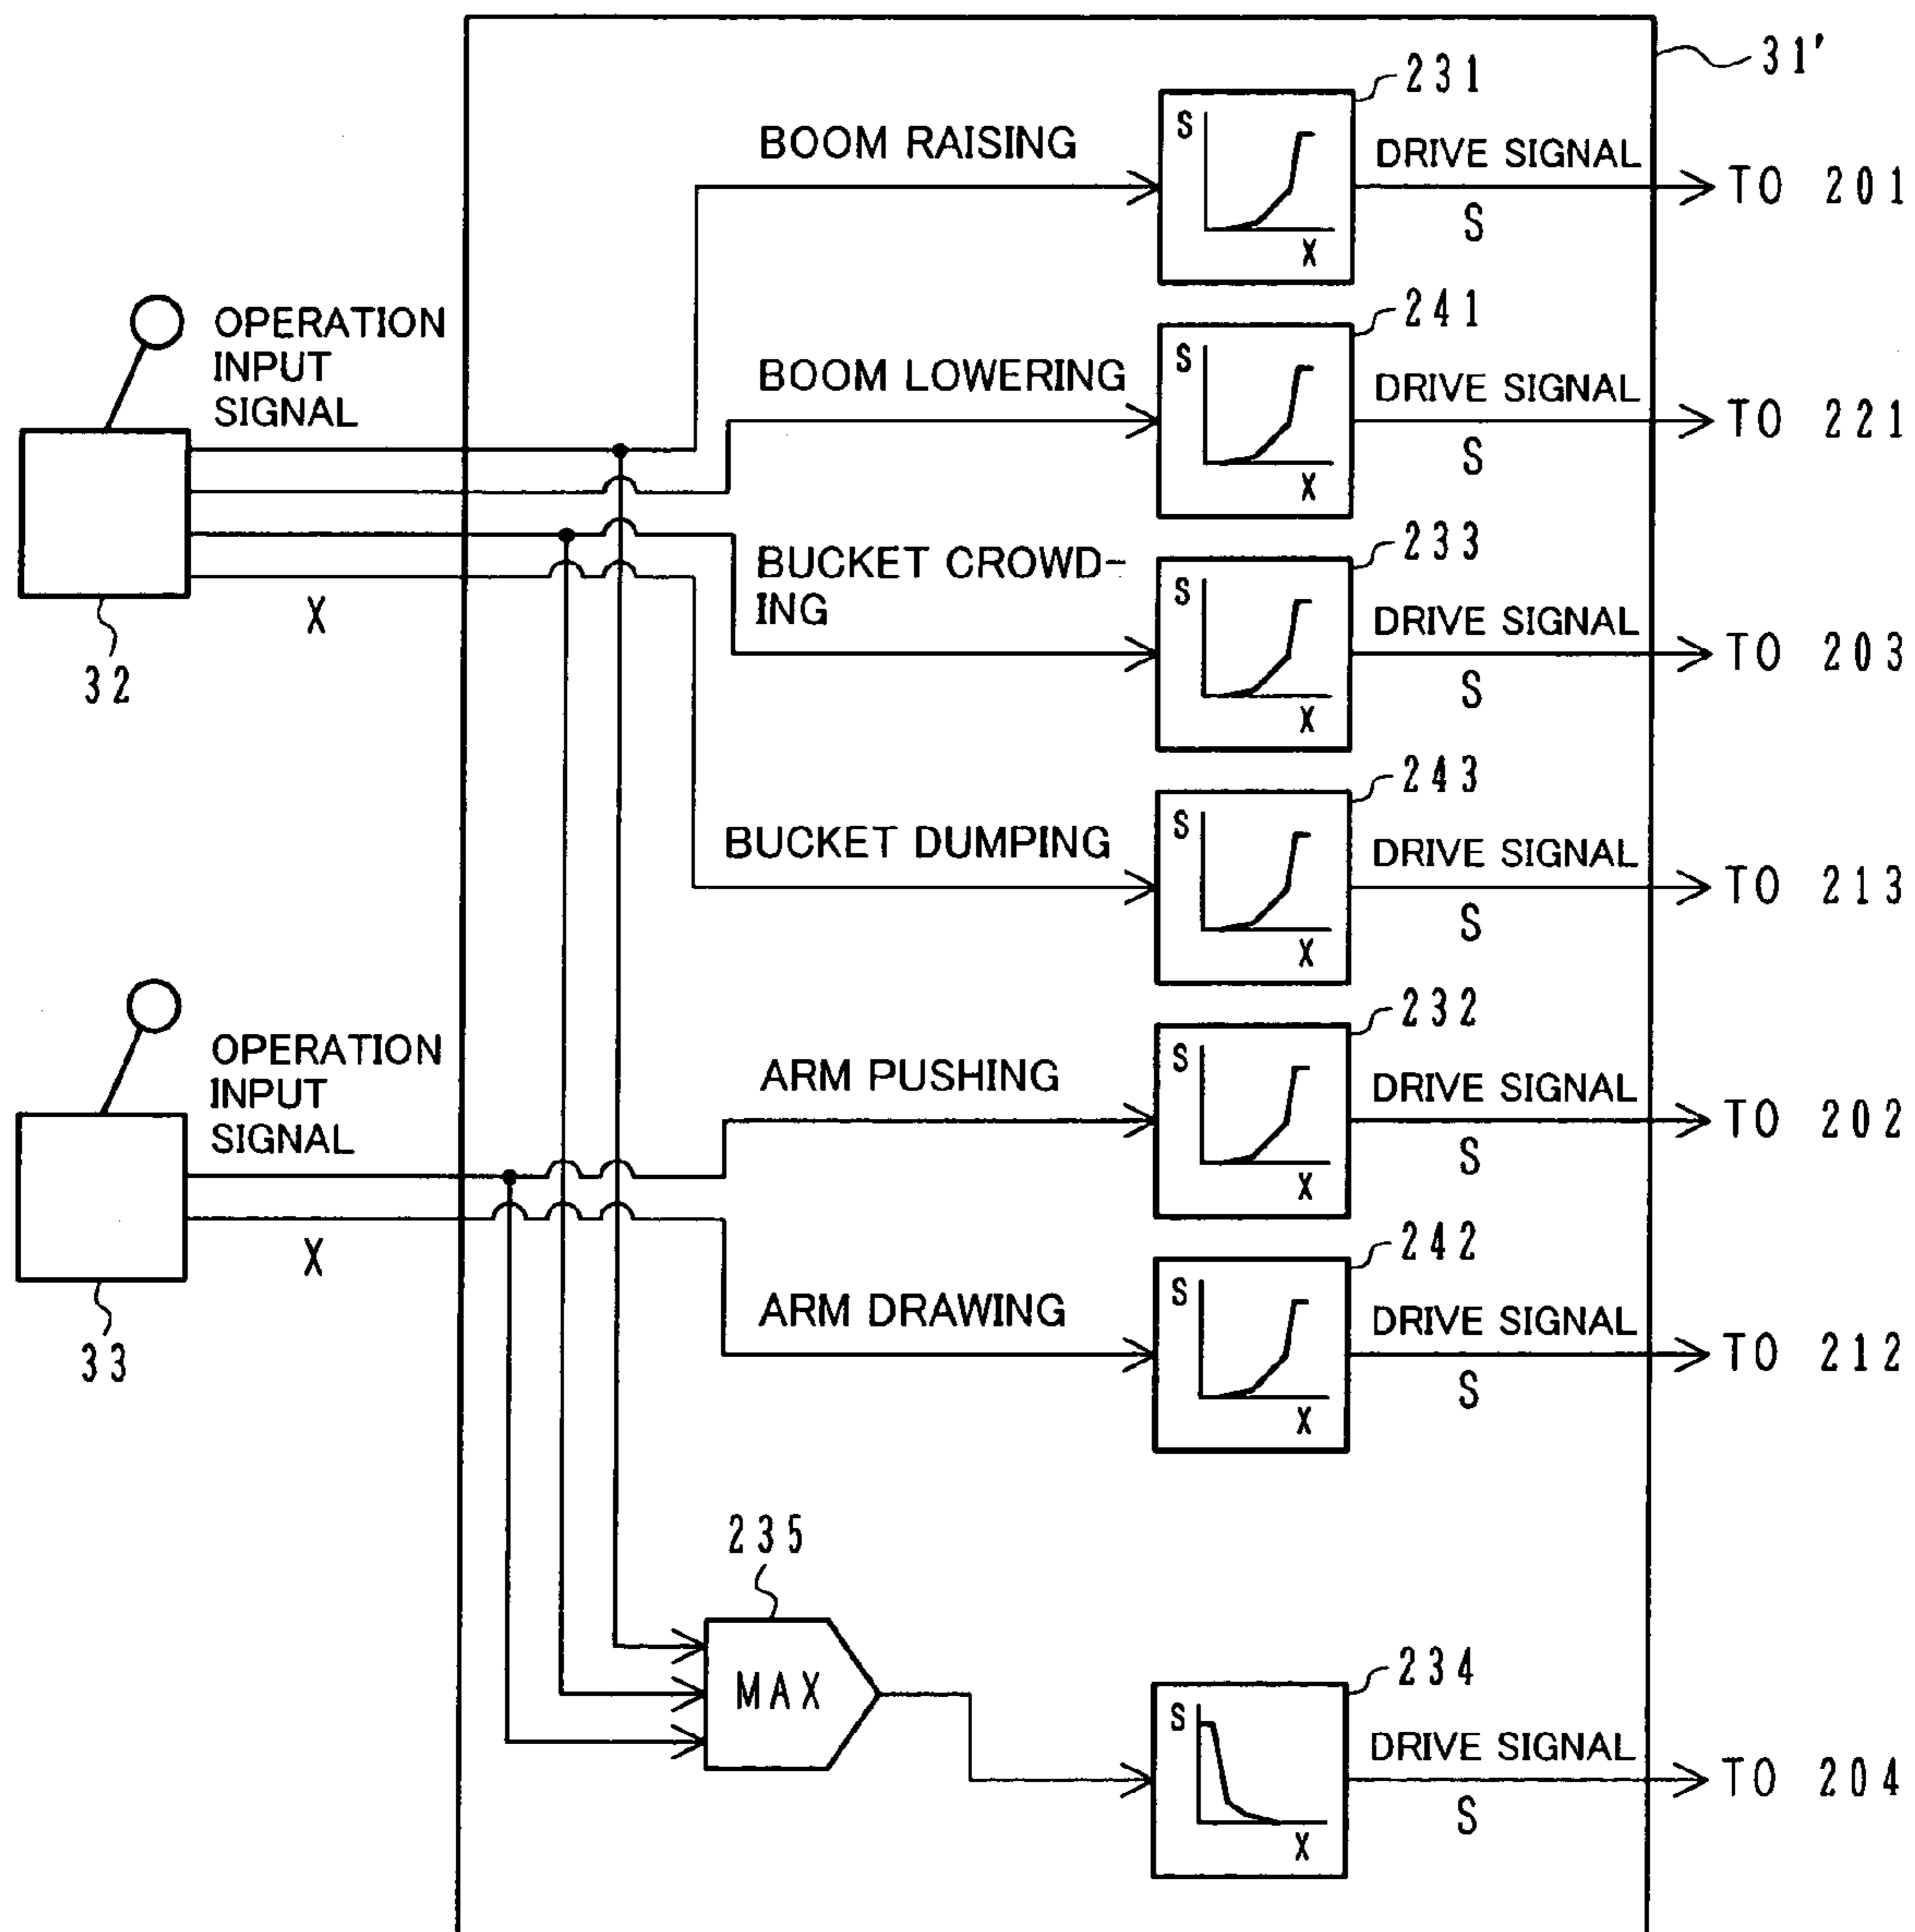 31'
231
BOOM RAISING
S
X
DRIVE SIGNAL
S
TO 201
OPERATION
INPUT
SIGNAL
X
32
241
BOOM LOWERING
S
X
DRIVE SIGNAL
S
TO 221
233
BUCKET CROWD-
ING
S
X
DRIVE SIGNAL
S
TO 203
243
BUCKET DUMPING
S
X
DRIVE SIGNAL
S
TO 213
OPERATION
INPUT
SIGNAL
X
33
232
ARM PUSHING
S
X
DRIVE SIGNAL
S
TO 202
242
ARM DRAWING
S
X
DRIVE SIGNAL
S
TO 212
235
MAX
234
S
X
DRIVE SIGNAL
S
TO 204